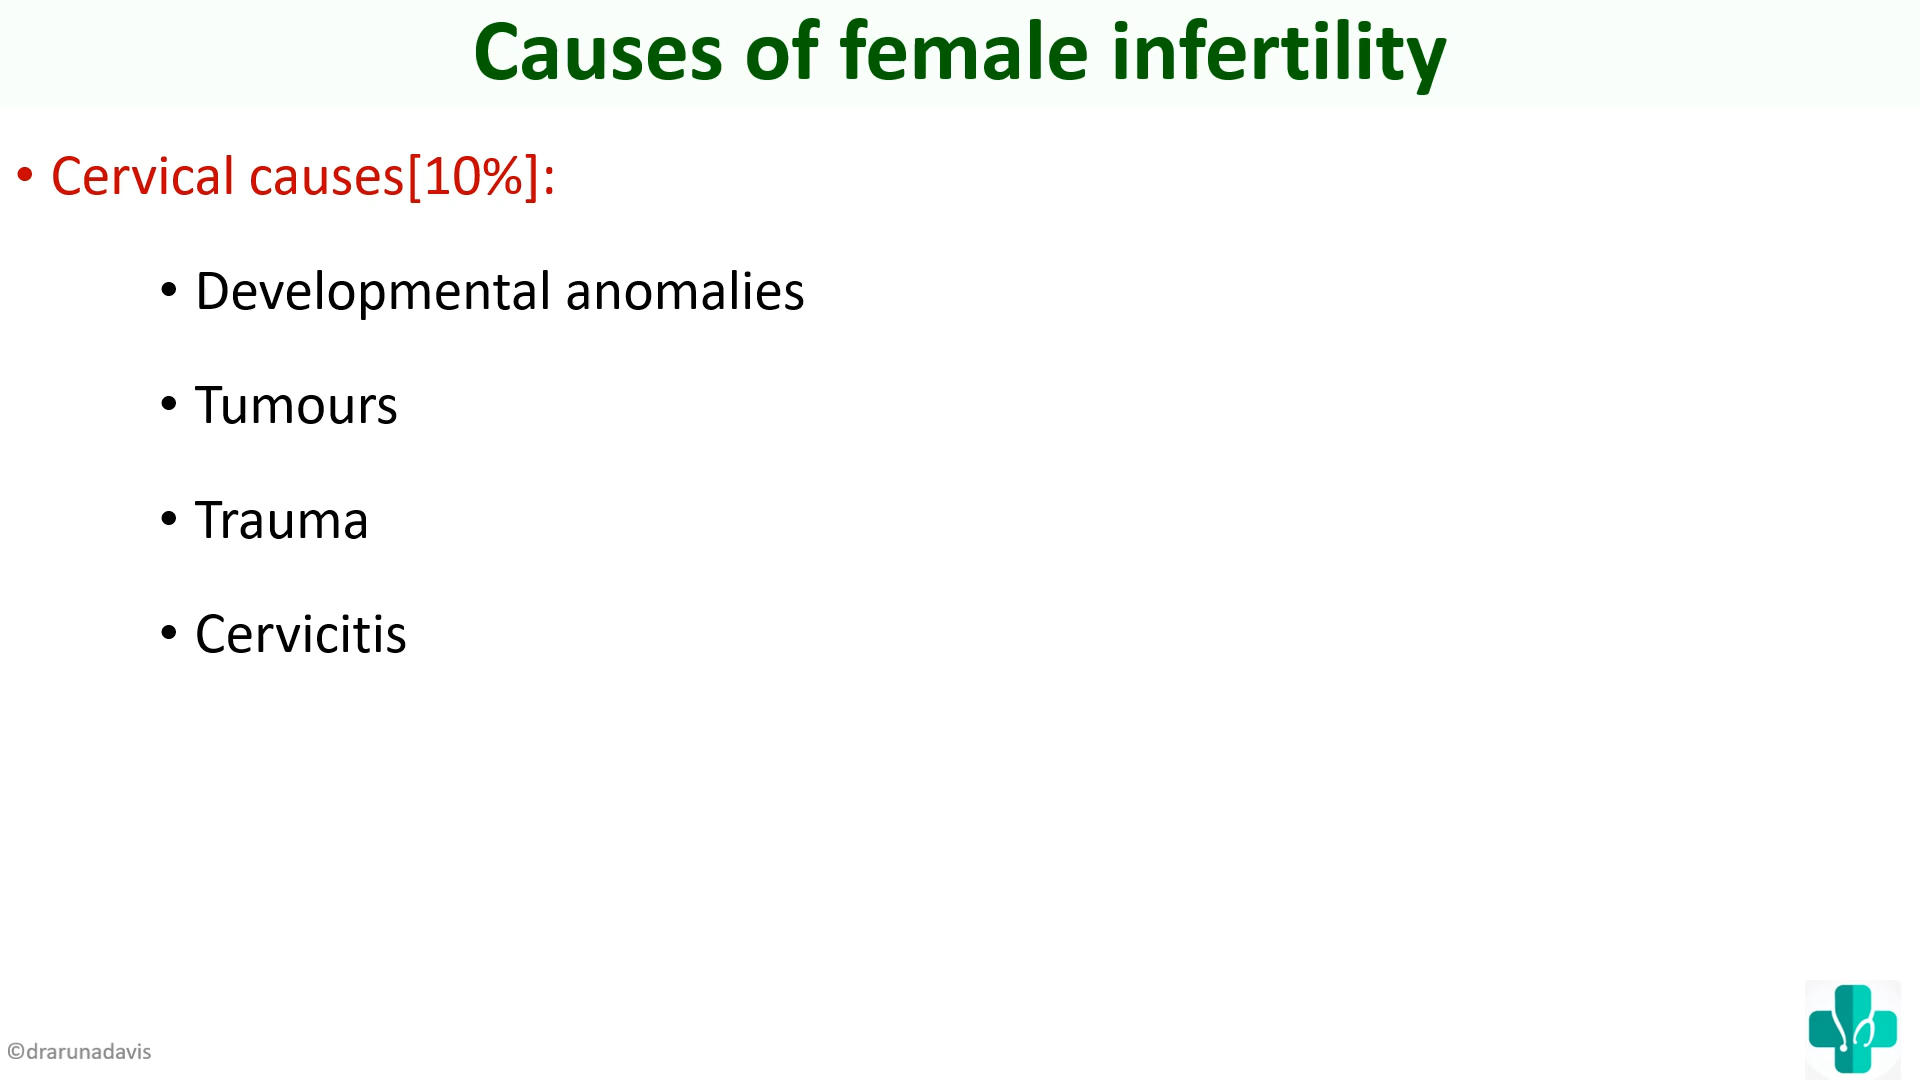 Causes of female infertility
• Cervical causes[10%]:
• Developmental anomalies
• Tumours
• Trauma
• Cervicitis
©drarunadavis